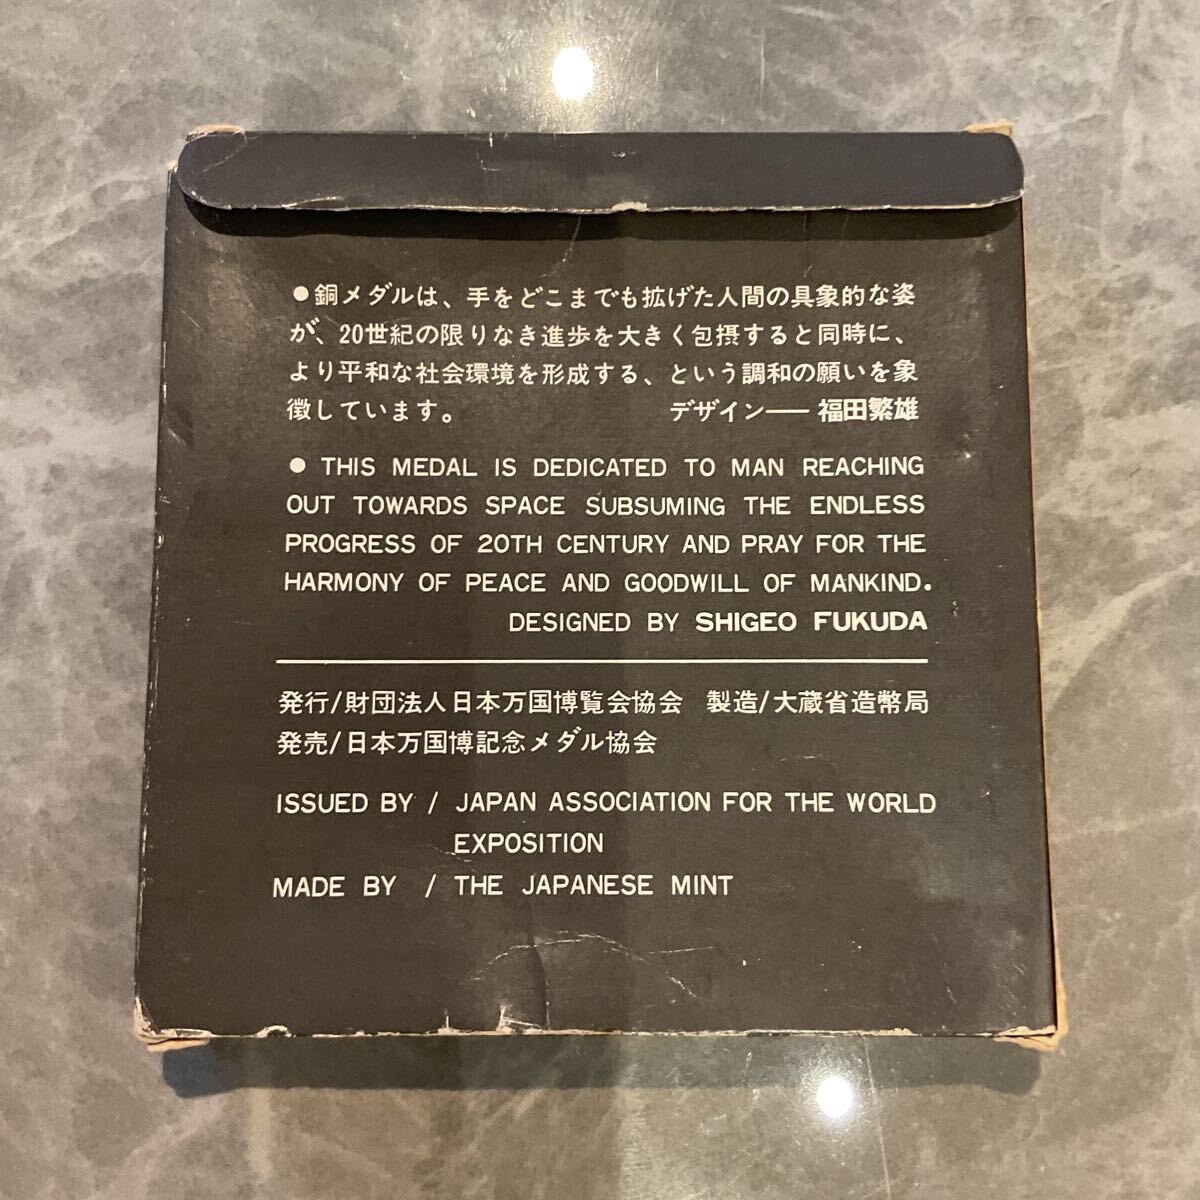 ●銅メダルは、手をどこまでも拡げた人間の具象的な姿
が、20世紀の限りなき進歩を大きく包摂すると同時に、
より平和な社会環境を形成する、という調和の願いを象
徴しています。 デザイン── 福田繁雄
● THIS MEDAL IS DEDICATED TO MAN REACHING
OUT TOWARDS SPACE SUBSUMING THE ENDLESS
PROGRESS OF 20TH CENTURY AND PRAY FOR THE
HARMONY OF PEACE AND GOODWILL OF MANKIND.
DESIGNED BY SHIGEO FUKUDA
発行/財団法人日本万国博覧会協会 製造/大蔵省造幣局
発売/日本万国博記念メダル協会
ISSUED BY / JAPAN ASSOCIATION FOR THE WORLD
EXPOSITION
MADE BY / THE JAPANESE MINT